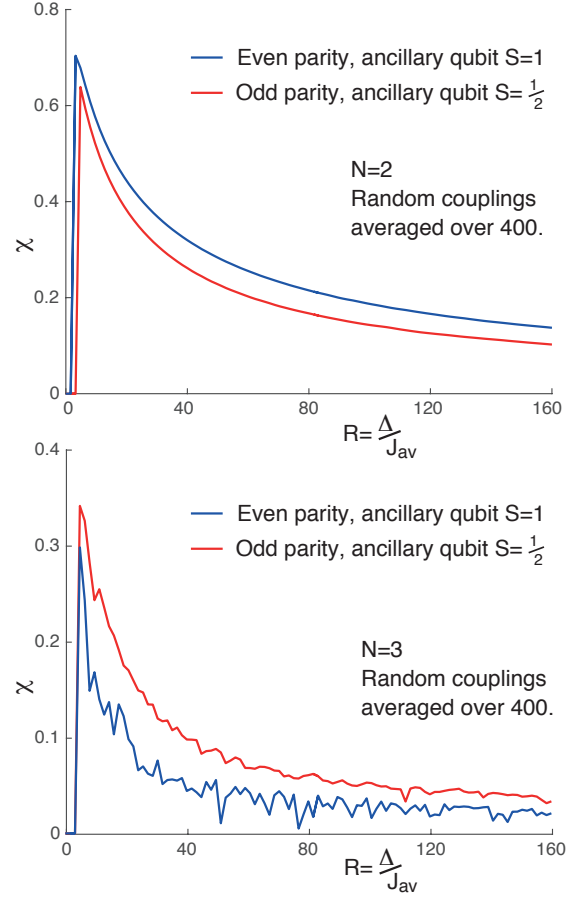 0.8
Even parity, ancillary qubit S=1
Odd parity, ancillary qubit S= 1/2
0.6
N=2
Random couplings
averaged over 400.
χ
0.4
0.2
0
0 40 80 120 160
R= Δ/J_av
0.4
Even parity, ancillary qubit S=1
Odd parity, ancillary qubit S= 1/2
0.3
N=3
Random couplings
averaged over 400.
χ
0.2
0.1
0
0 40 80 120 160
R= Δ/J_av